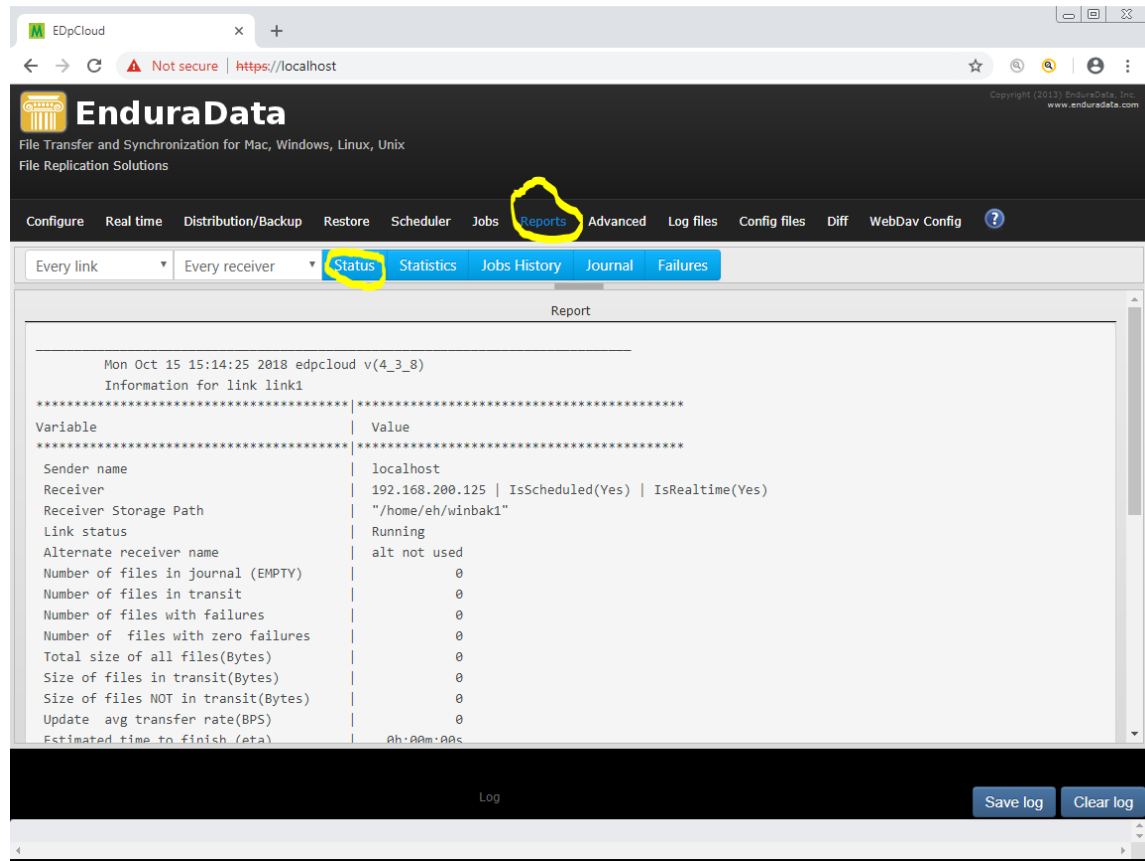 EDpCloud
Not secure | https://localhost
Copyright (2013) EnduraData, Inc.
www.enduradata.com
EnduraData
File Transfer and Synchronization for Mac, Windows, Linux, Unix
File Replication Solutions
Configure Real time Distribution/Backup Restore Scheduler Jobs Reports Advanced Log files Config files Diff WebDav Config ?
Every link Every receiver Status Statistics Jobs History Journal Failures
Report
Mon Oct 15 15:14:25 2018 edpcloud v(4_3_8)
Information for link link1
*****************************************|*******************************************
Variable | Value
*****************************************|*******************************************
Sender name | localhost
Receiver | 192.168.200.125 | IsScheduled(Yes) | IsRealtime(Yes)
Receiver Storage Path | "/home/eh/winbak1"
Link status | Running
Alternate receiver name | alt not used
Number of files in journal (EMPTY) | 0
Number of files in transit | 0
Number of files with failures | 0
Number of  files with zero failures | 0
Total size of all files(Bytes) | 0
Size of files in transit(Bytes) | 0
Size of files NOT in transit(Bytes) | 0
Update  avg transfer rate(BPS) | 0
Estimated time to finish (eta) | 0h:00m:00s
Log
Save log Clear log